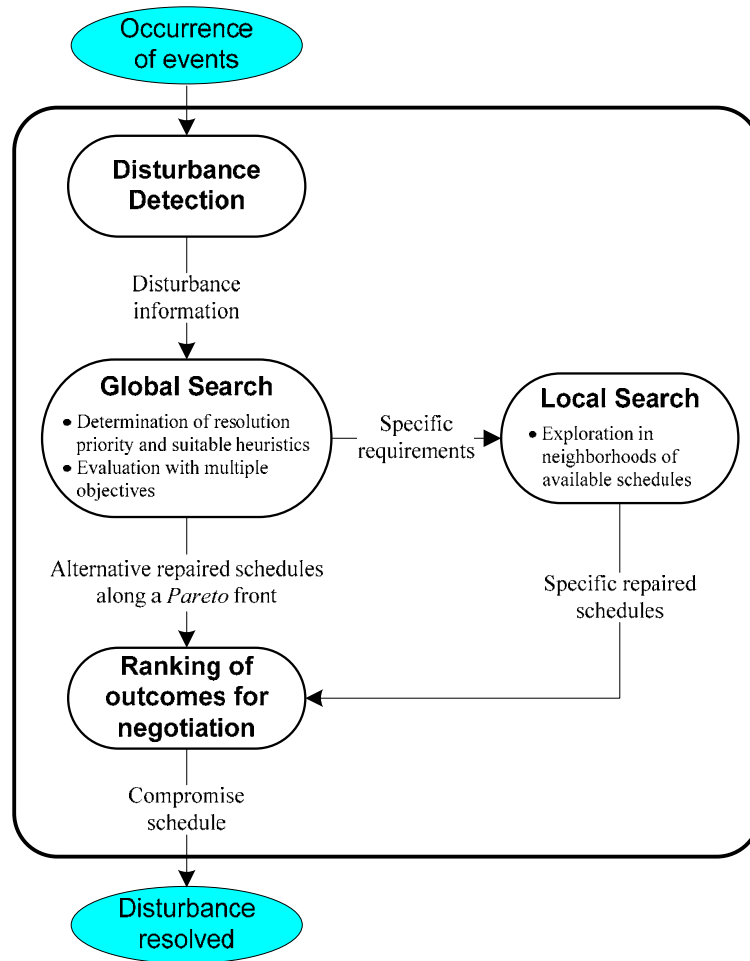 Occurrence
of events
Disturbance
Detection
Disturbance
information
Global Search
• Determination of resolution
priority and suitable heuristics
• Evaluation with multiple
objectives
Specific
requirements
Local Search
• Exploration in
neighborhoods of
available schedules
Alternative repaired schedules
along a Pareto front
Specific repaired
schedules
Ranking of
outcomes for
negotiation
Compromise
schedule
Disturbance
resolved